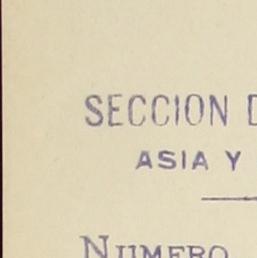 SECCION D
ASIA Y
NUMERO